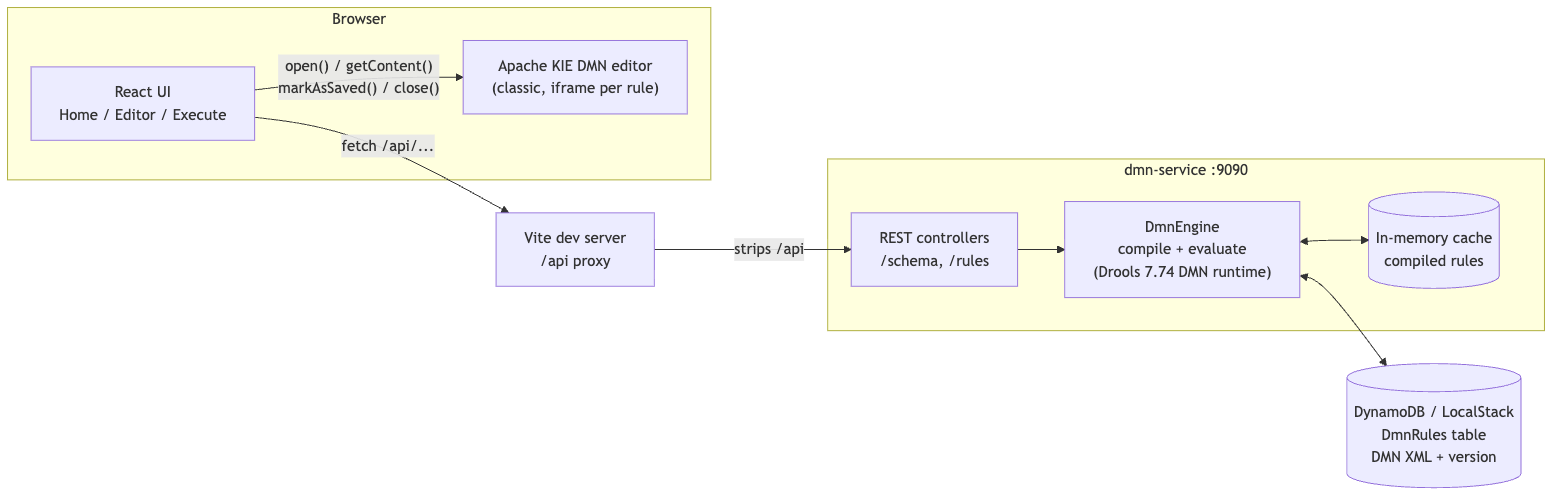 Browser
React UI
Home / Editor / Execute
open() / getContent()
markAsSaved() / close()
Apache KIE DMN editor
(classic, iframe per rule)
fetch /api/...
Vite dev server
/api proxy
strips /api
dmn-service :9090
REST controllers
/schema, /rules
DmnEngine
compile + evaluate
(Drools 7.74 DMN runtime)
In-memory cache
compiled rules
DynamoDB / LocalStack
DmnRules table
DMN XML + version